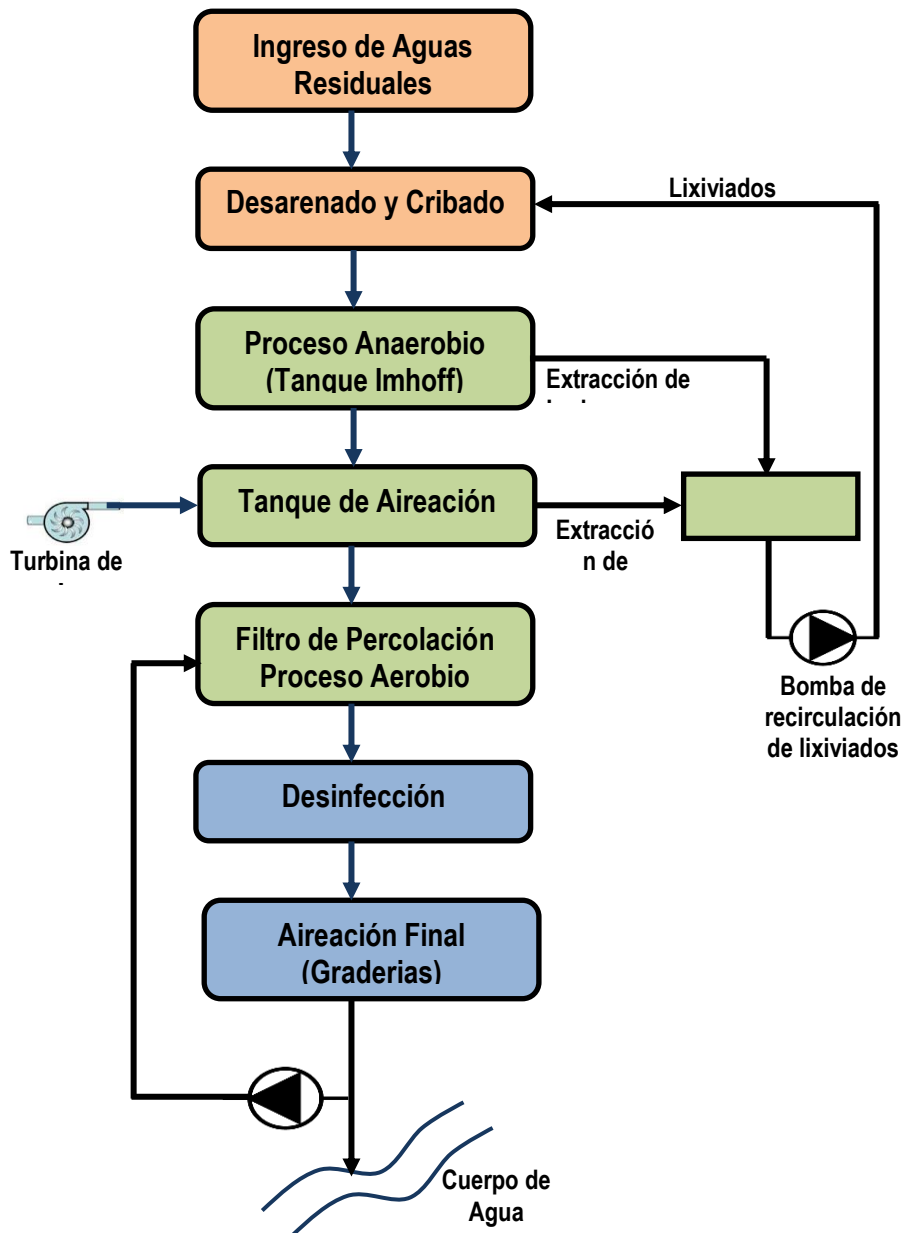 Ingreso de Aguas
Residuales
Desarenado y Cribado
Lixiviados
Proceso Anaerobio
(Tanque Imhoff)
Extracción de
Tanque de Aireación
Turbina de
Extracció
n de
Filtro de Percolación
Proceso Aerobio
Bomba de
recirculación
de lixiviados
Desinfección
Aireación Final
(Graderias)
Cuerpo de
Agua